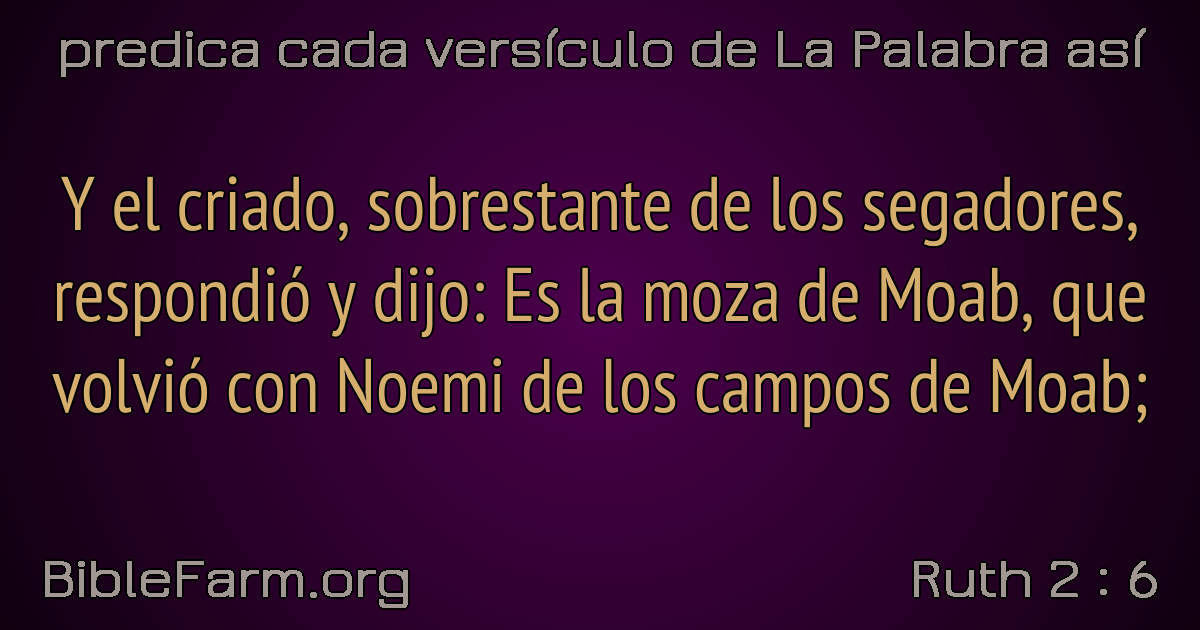 predica cada versículo de La Palabra así
Y el criado, sobrestante de los segadores,
respondió y dijo: Es la moza de Moab, que
volvió con Noemi de los campos de Moab;
BibleFarm.org
Ruth 2 : 6